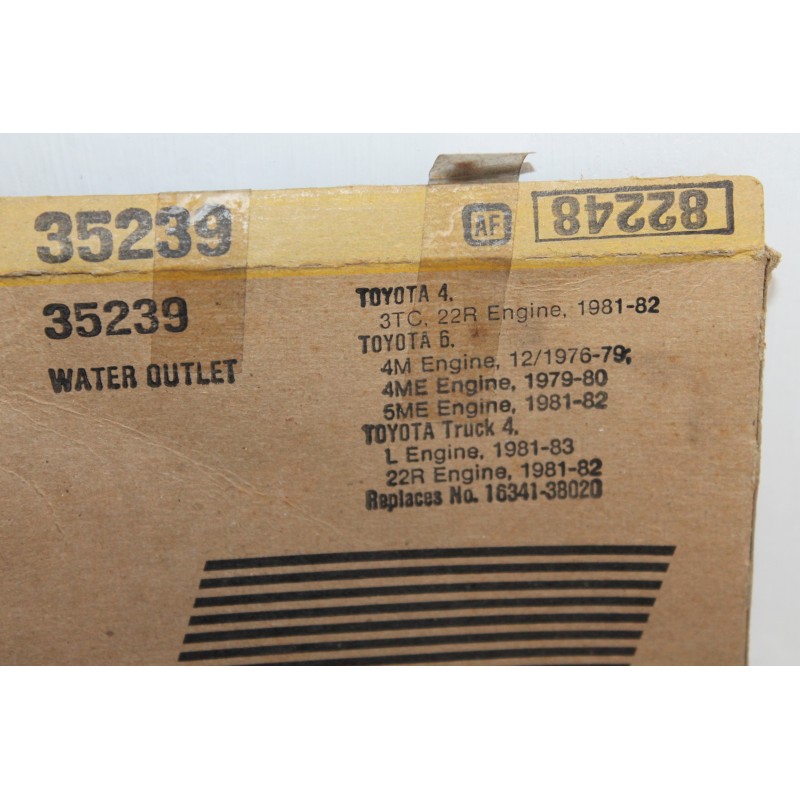 35239
AF
82248
35239
WATER OUTLET
TOYOTA 4.
3TC, 22R Engine, 1981-82
TOYOTA 6.
4M Engine, 12/1976-79;
4ME Engine, 1979-80
5ME Engine, 1981-82
TOYOTA Truck 4.
L Engine, 1981-83
22R Engine, 1981-82
Replaces No. 16341-38020